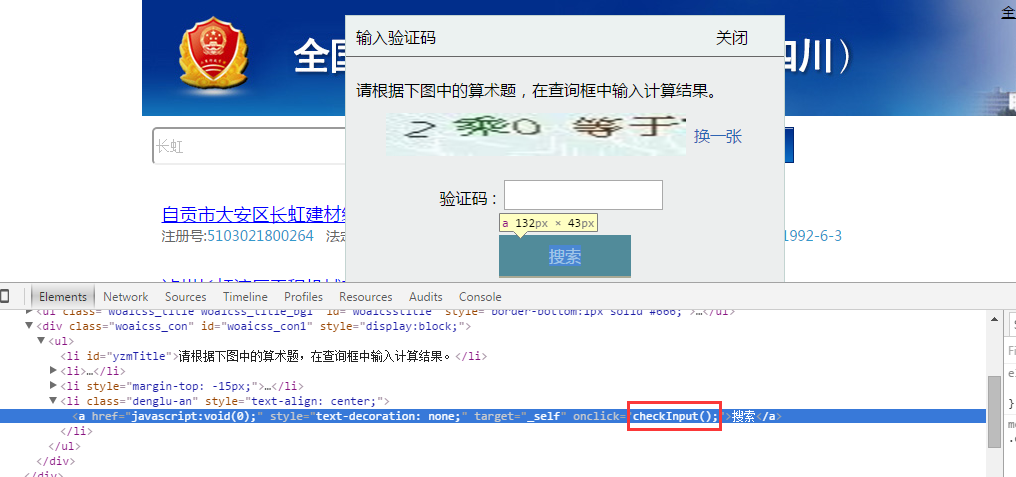 全
搜
四川）
输入验证码 关闭
请根据下图中的算术题，在查询框中输入计算结果。
2 乘0 等于
换一张
长虹
验证码：
a 132px × 43px
搜索
自贡市大安区长虹建材
注册号:5103021800264 法定
1992-6-3
Elements Network Sources Timeline Profiles Resources Audits Console
<ul class="woaicss_title woaicss_title_bg1" id="woaicsstitle" style="border-bottom:1px solid #666;">…</ul>
<div class="woaicss_con" id="woaicss_con1" style="display:block;">
<ul>
<li id="yzmTitle">请根据下图中的算术题，在查询框中输入计算结果。</li>
<li>…</li>
<li style="margin-top: -15px;">…</li>
<li class="denglu-an" style="text-align: center;">
<a href="javascript:void(0);" style="text-decoration: none;" target="_self" onclick="checkInput();">搜索</a>
</li>
</ul>
</div>
</div>